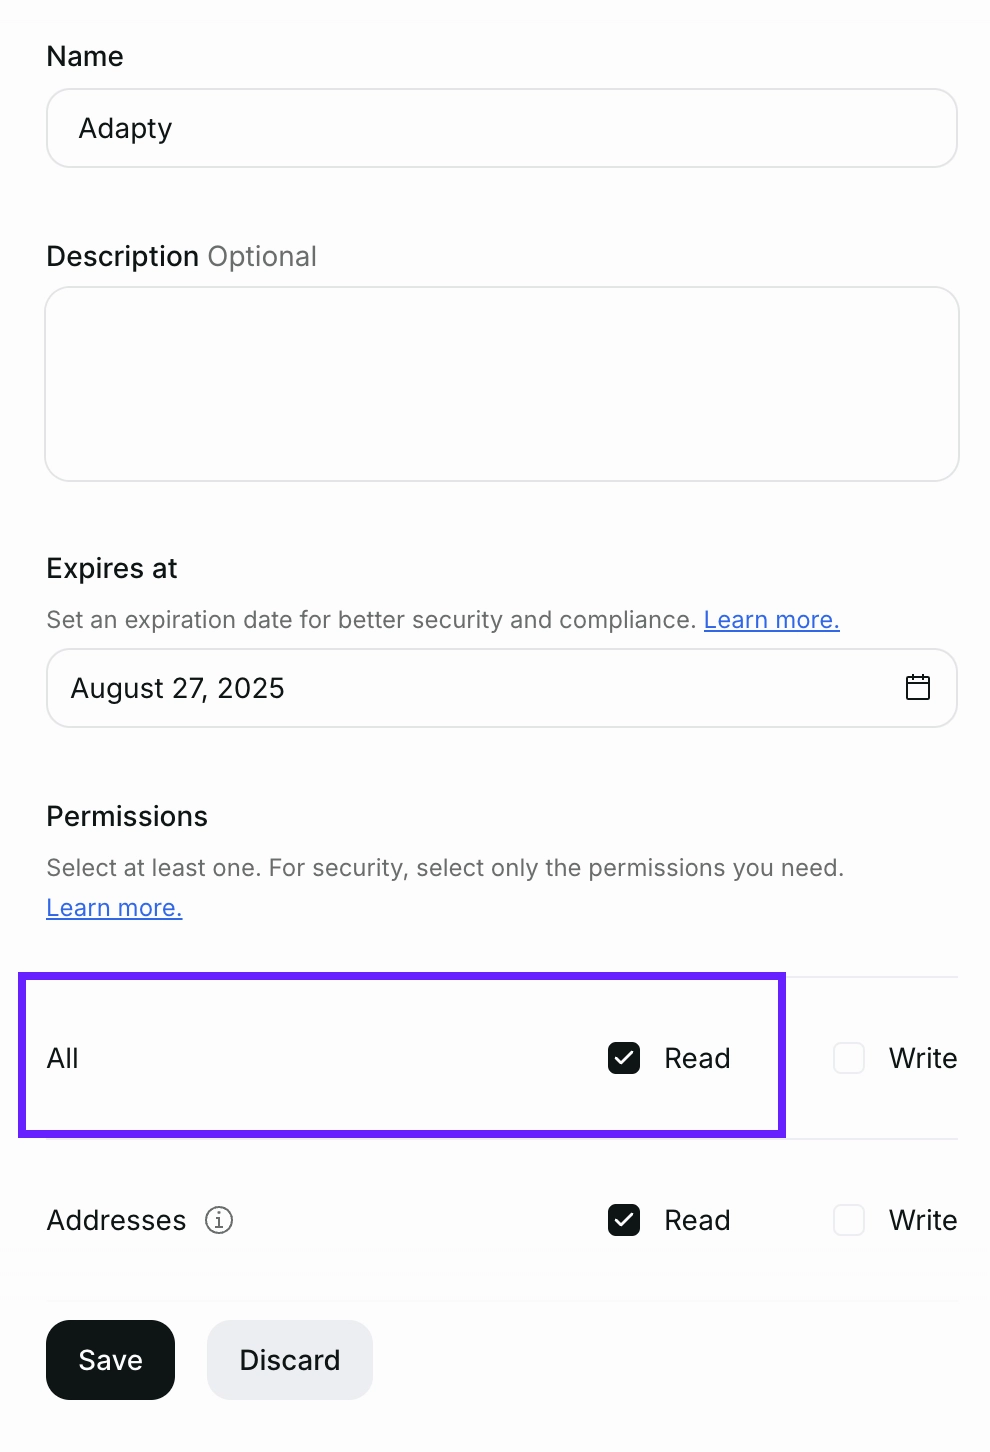 Name
Adapty
Description Optional
Expires at
Set an expiration date for better security and compliance. Learn more.
August 27, 2025
Permissions
Select at least one. For security, select only the permissions you need.
Learn more.
All Read Write
Addresses Read Write
Save Discard